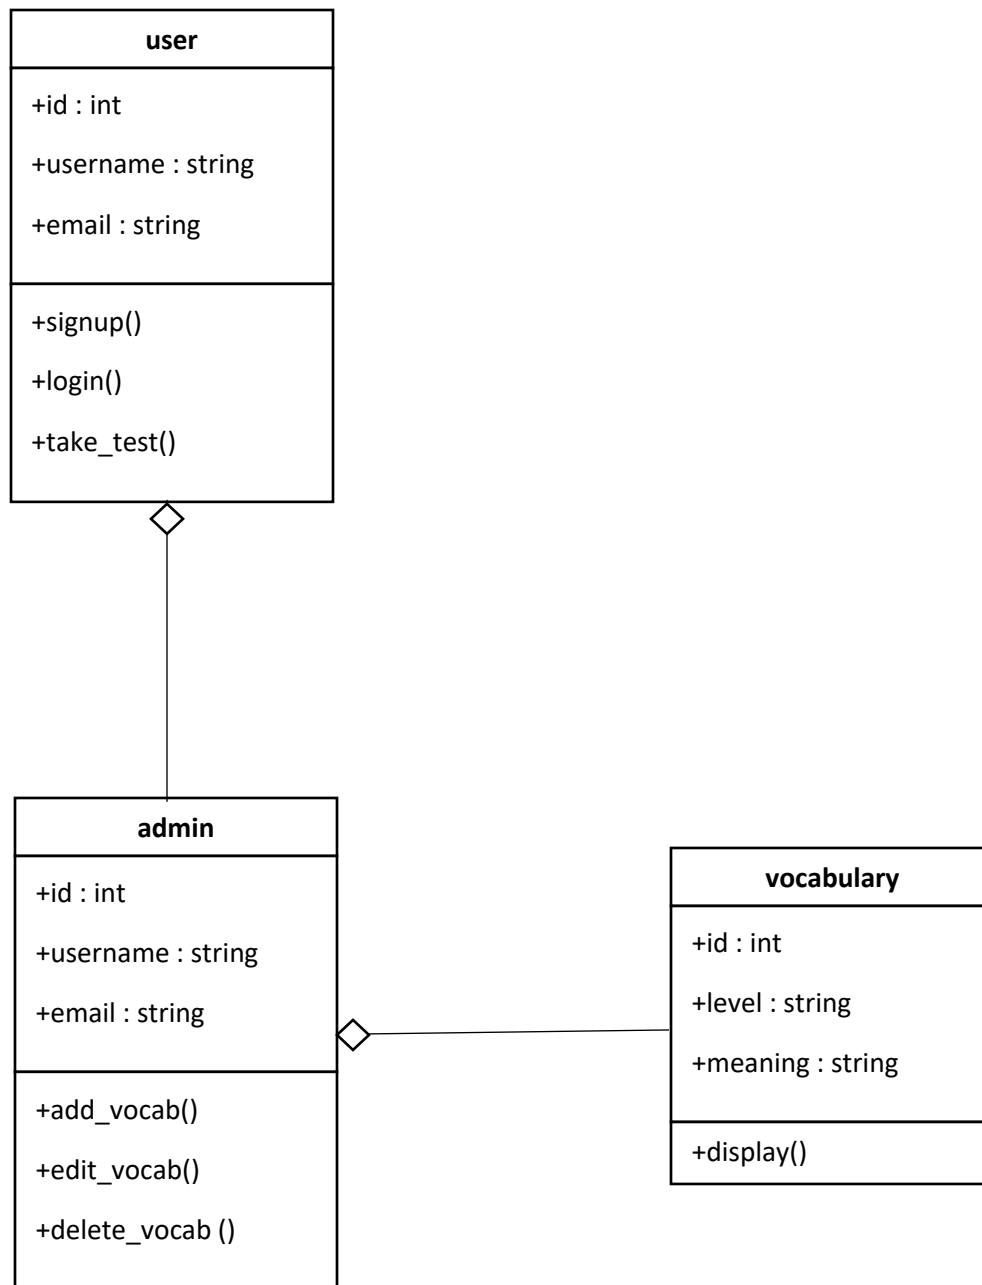 user
+id : int
+username : string
+email : string
+signup()
+login()
+take_test()
admin
+id : int
+username : string
+email : string
+add_vocab()
+edit_vocab()
+delete_vocab ()
vocabulary
+id : int
+level : string
+meaning : string
+display()